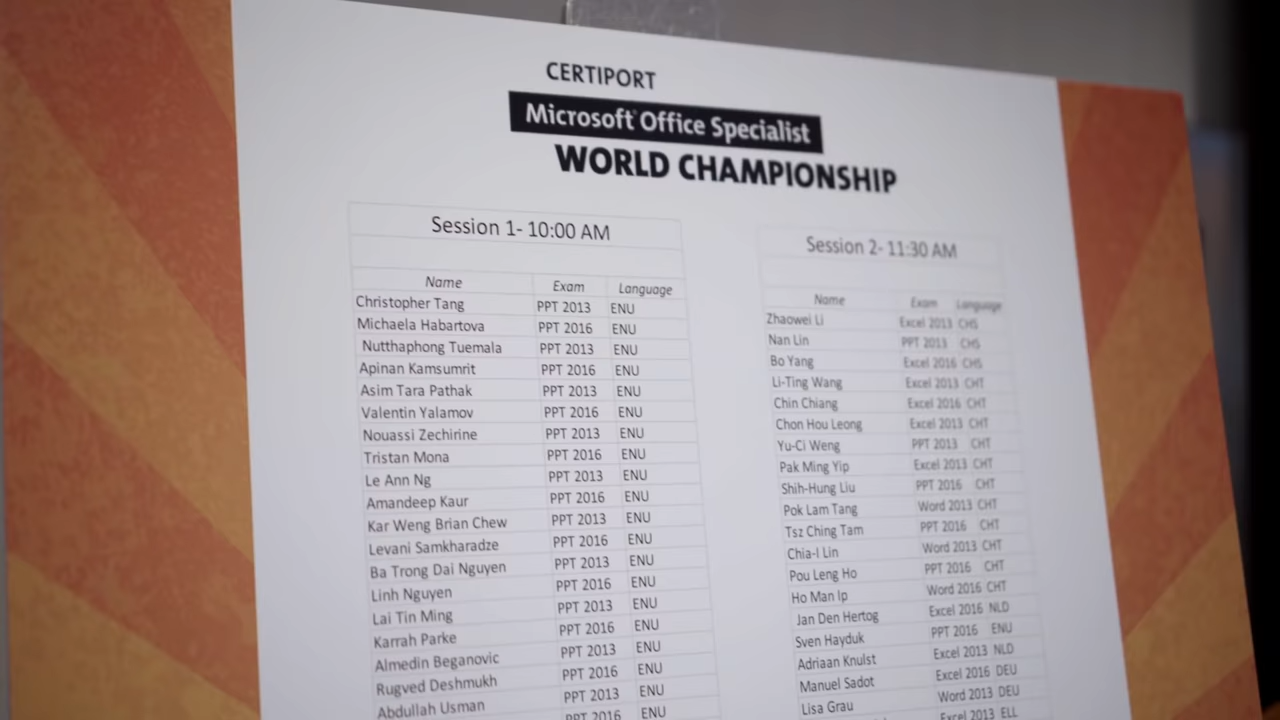 CERTIPORT
Microsoft Office Specialist
WORLD CHAMPIONSHIP
Session 1- 10:00 AM
Name Exam Language
Christopher Tang PPT 2013 ENU
Michaela Habartova PPT 2016 ENU
Nutthaphong Tuemala PPT 2013 ENU
Apinan Kamsumrit PPT 2016 ENU
Asim Tara Pathak PPT 2013 ENU
Valentin Yalamov PPT 2016 ENU
Nouassi Zechirine PPT 2013 ENU
Tristan Mona PPT 2016 ENU
Le Ann Ng PPT 2013 ENU
Amandeep Kaur PPT 2016 ENU
Kar Weng Brian Chew PPT 2013 ENU
Levani Samkharadze PPT 2016 ENU
Ba Trong Dai Nguyen PPT 2013 ENU
Linh Nguyen PPT 2016 ENU
Lai Tin Ming PPT 2013 ENU
Karrah Parke PPT 2016 ENU
Almedin Beganovic PPT 2013 ENU
Rugved Deshmukh PPT 2016 ENU
Abdullah Usman PPT 2013 ENU
PPT 2016 ENU
Session 2- 11:30 AM
Name Exam Language
Zhaowei Li Excel 2013 CHS
Nan Lin PPT 2013 CHS
Bo Yang Excel 2016 CHS
Li-Ting Wang Excel 2013 CHT
Chin Chiang Excel 2016 CHT
Chon Hou Leong Excel 2013 CHT
Yu-Ci Weng PPT 2013 CHT
Pak Ming Yip Excel 2013 CHT
Shih-Hung Liu PPT 2016 CHT
Pok Lam Tang Word 2013 CHT
Tsz Ching Tam PPT 2016 CHT
Chia-I Lin Word 2013 CHT
Pou Leng Ho PPT 2016 CHT
Ho Man Ip Word 2016 CHT
Jan Den Hertog Excel 2016 NLD
Sven Hayduk PPT 2016 ENU
Adriaan Knulst Excel 2013 NLD
Manuel Sadot Excel 2016 DEU
Lisa Grau Word 2013 DEU
Excel 2013 ELL